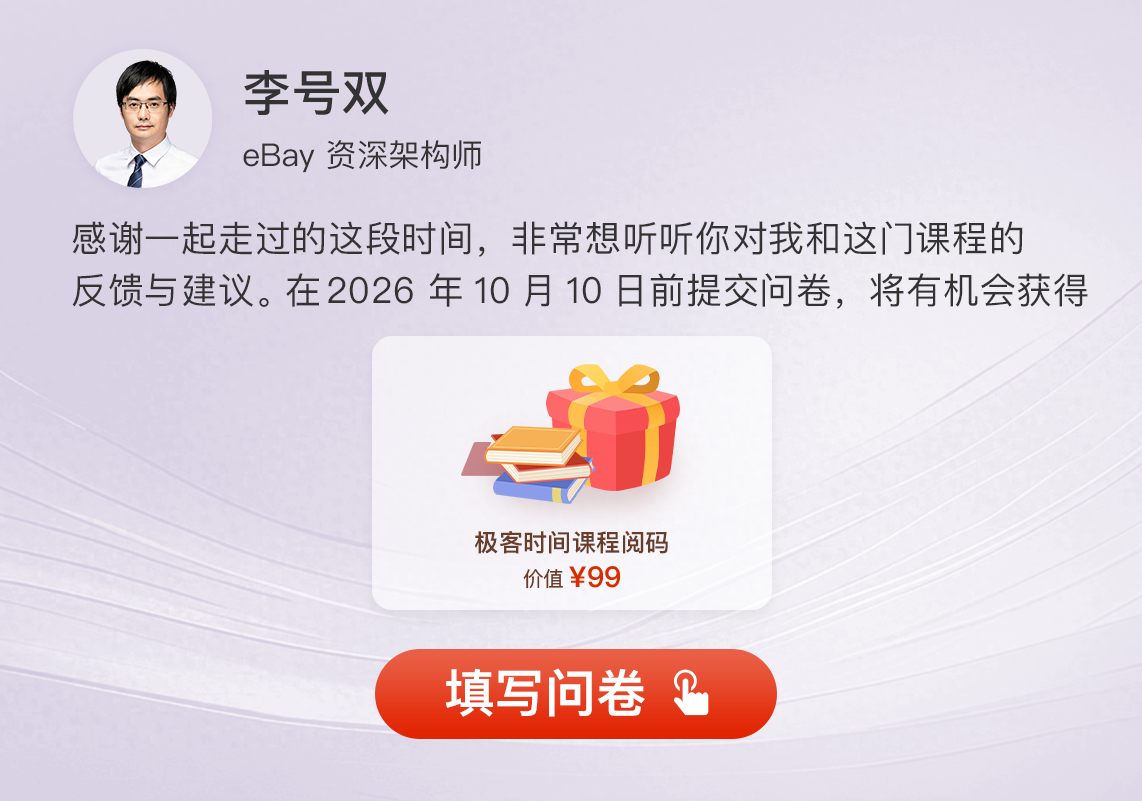 李号双
eBay 资深架构师
感谢一起走过的这段时间，非常想听听你对我和这门课程的
反馈与建议。在 2026 年 10 月 10 日前提交问卷，将有机会获得
极客时间课程阅码
价值 ¥99
填写问卷